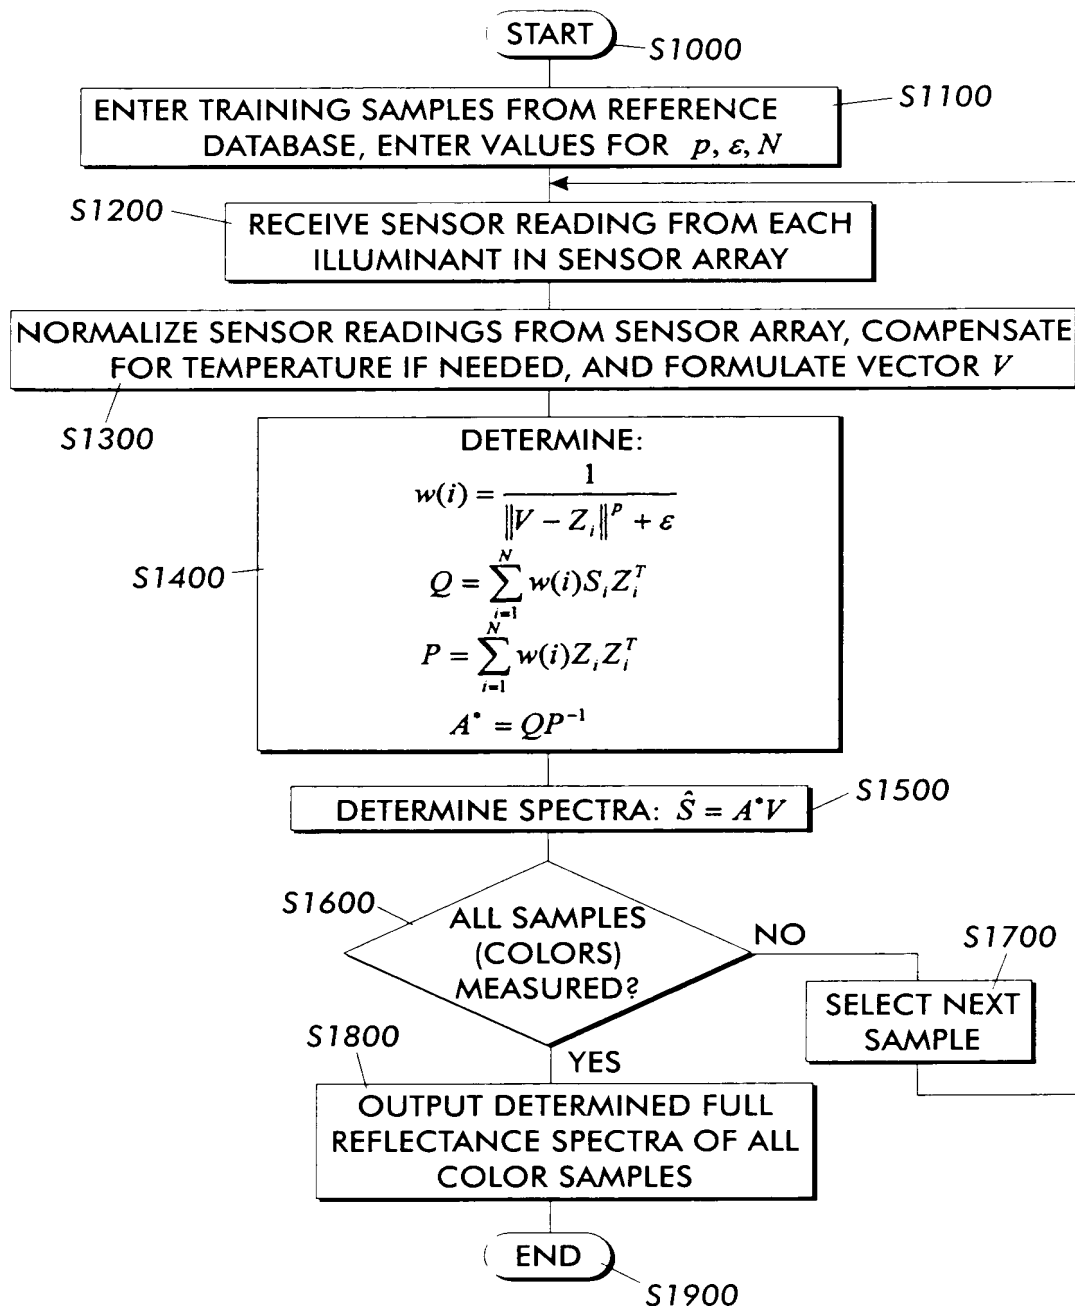 START
S1000
ENTER TRAINING SAMPLES FROM REFERENCE
DATABASE, ENTER VALUES FOR p, ε, N
S1100
S1200
RECEIVE SENSOR READING FROM EACH
ILLUMINANT IN SENSOR ARRAY
NORMALIZE SENSOR READINGS FROM SENSOR ARRAY, COMPENSATE
FOR TEMPERATURE IF NEEDED, AND FORMULATE VECTOR V
S1300
DETERMINE:
w(i) = 1 / (‖V − Z_i‖^p + ε)
Q = ∑_{i=1}^{N} w(i)S_i Z_i^T
P = ∑_{i=1}^{N} w(i)Z_i Z_i^T
A* = QP⁻¹
S1400
DETERMINE SPECTRA: Ŝ = A*V
S1500
S1600
ALL SAMPLES
(COLORS)
MEASURED?
NO
S1700
SELECT NEXT
SAMPLE
YES
S1800
OUTPUT DETERMINED FULL
REFLECTANCE SPECTRA OF ALL
COLOR SAMPLES
END
S1900